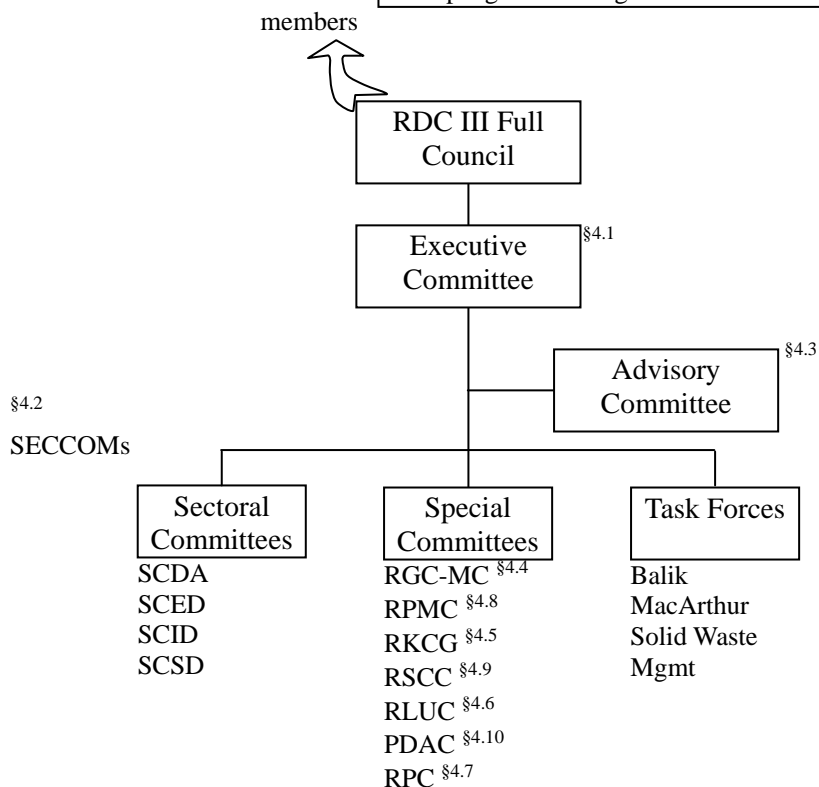 members
RDC III Full
Council
Executive
Committee
§4.1
Advisory
Committee
§4.3
§4.2
SECCOMs
Sectoral
Committees
SCDA
SCED
SCID
SCSD
Special
Committees
RGC-MC §4.4
RPMC §4.8
RKCG §4.5
RSCC §4.9
RLUC §4.6
PDAC §4.10
RPC §4.7
Task Forces
Balik
MacArthur
Solid Waste
Mgmt